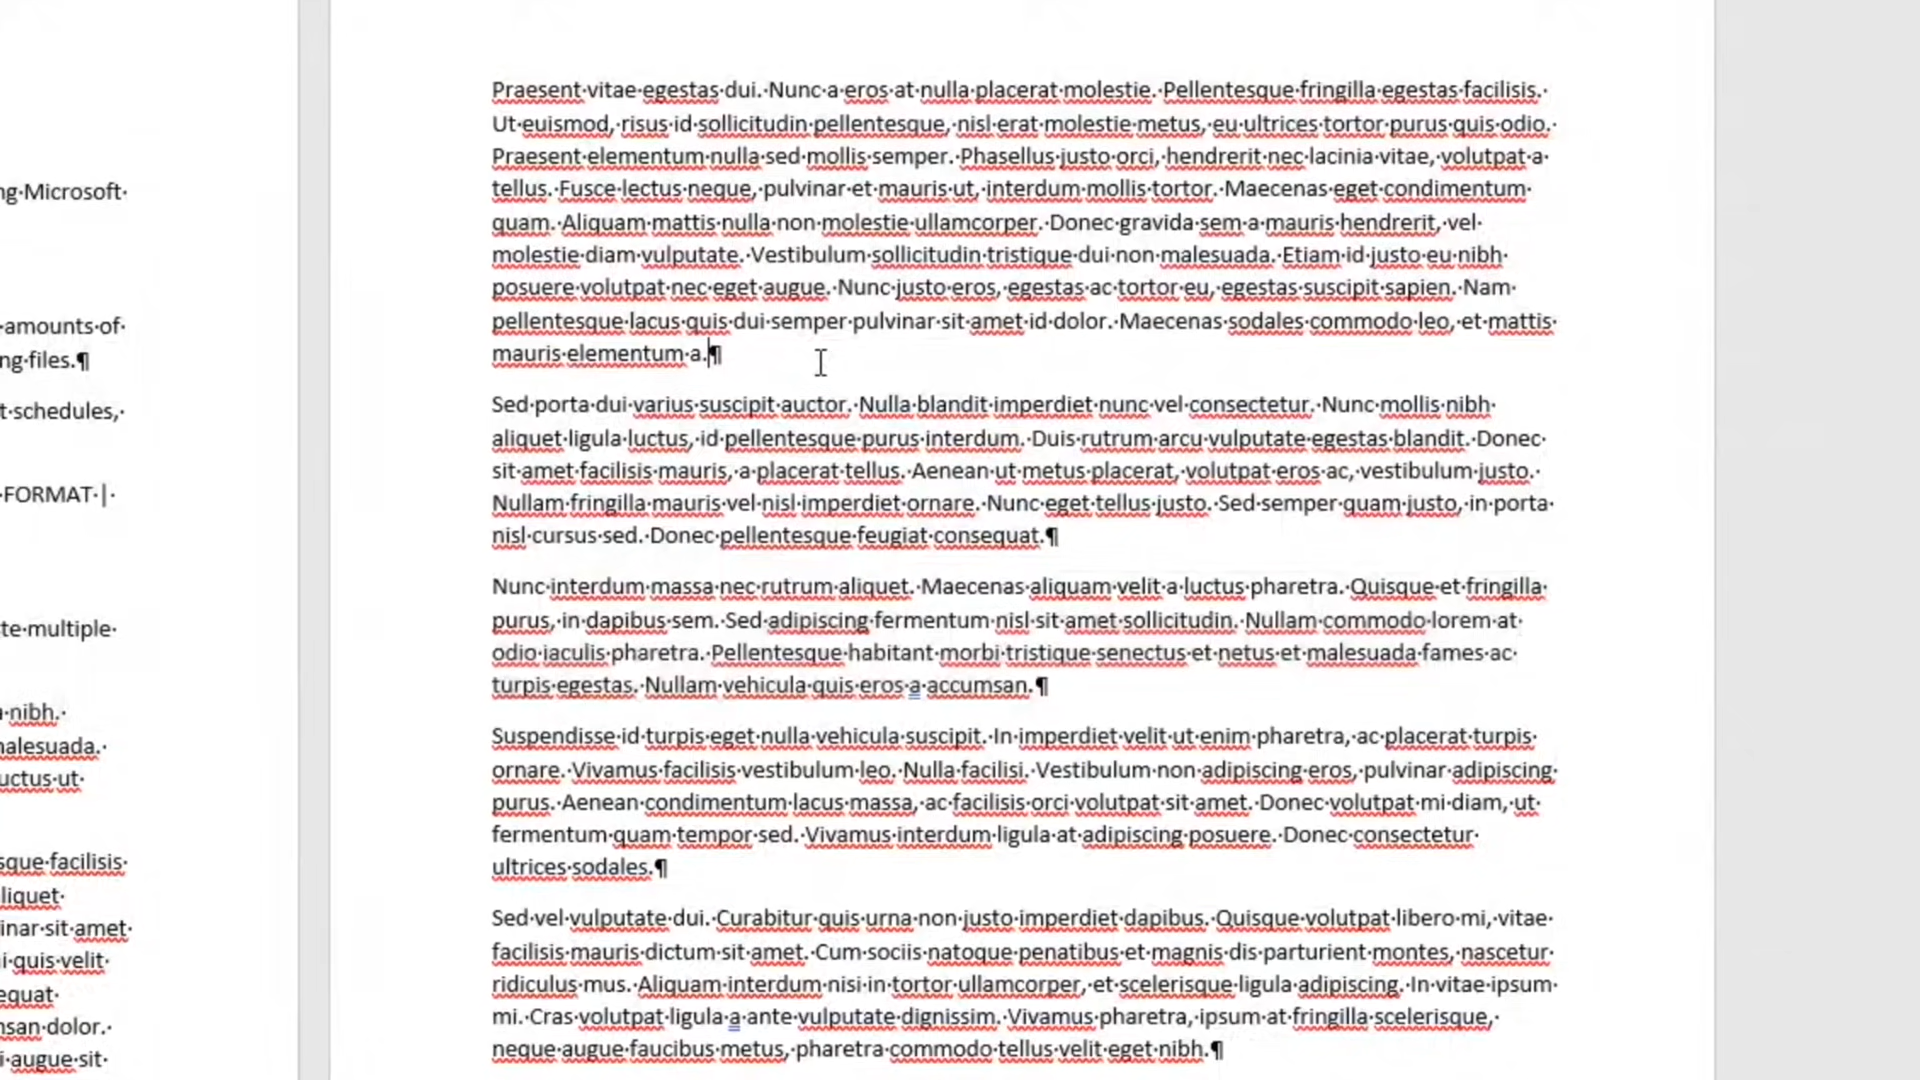 ng Microsoft
amounts of
ng files.¶
t schedules,
FORMAT |
te multiple
nibh.
malesuada.
uctus ut
sque facilisis
liquet
inar sit amet
i quis velit
equat
msan dolor.
i augue sit
Praesent vitae egestas dui. Nunc a eros at nulla placerat molestie. Pellentesque fringilla egestas facilisis.
Ut euismod, risus id sollicitudin pellentesque, nisl erat molestie metus, eu ultrices tortor purus quis odio.
Praesent elementum nulla sed mollis semper. Phasellus justo orci, hendrerit nec lacinia vitae, volutpat a
tellus. Fusce lectus neque, pulvinar et mauris ut, interdum mollis tortor. Maecenas eget condimentum
quam. Aliquam mattis nulla non molestie ullamcorper. Donec gravida sem a mauris hendrerit, vel
molestie diam vulputate. Vestibulum sollicitudin tristique dui non malesuada. Etiam id justo eu nibh
posuere volutpat nec eget augue. Nunc justo eros, egestas ac tortor eu, egestas suscipit sapien. Nam
pellentesque lacus quis dui semper pulvinar sit amet id dolor. Maecenas sodales commodo leo, et mattis
mauris elementum a.¶
Sed porta dui varius suscipit auctor. Nulla blandit imperdiet nunc vel consectetur. Nunc mollis nibh
aliquet ligula luctus, id pellentesque purus interdum. Duis rutrum arcu vulputate egestas blandit. Donec
sit amet facilisis mauris, a placerat tellus. Aenean ut metus placerat, volutpat eros ac, vestibulum justo.
Nullam fringilla mauris vel nisl imperdiet ornare. Nunc eget tellus justo. Sed semper quam justo, in porta
nisl cursus sed. Donec pellentesque feugiat consequat.¶
Nunc interdum massa nec rutrum aliquet. Maecenas aliquam velit a luctus pharetra. Quisque et fringilla
purus, in dapibus sem. Sed adipiscing fermentum nisl sit amet sollicitudin. Nullam commodo lorem at
odio iaculis pharetra. Pellentesque habitant morbi tristique senectus et netus et malesuada fames ac
turpis egestas. Nullam vehicula quis eros a accumsan.¶
Suspendisse id turpis eget nulla vehicula suscipit. In imperdiet velit ut enim pharetra, ac placerat turpis
ornare. Vivamus facilisis vestibulum leo. Nulla facilisi. Vestibulum non adipiscing eros, pulvinar adipiscing
purus. Aenean condimentum lacus massa, ac facilisis orci volutpat sit amet. Donec volutpat mi diam, ut
fermentum quam tempor sed. Vivamus interdum ligula at adipiscing posuere. Donec consectetur
ultrices sodales.¶
Sed vel vulputate dui. Curabitur quis urna non justo imperdiet dapibus. Quisque volutpat libero mi, vitae
facilisis mauris dictum sit amet. Cum sociis natoque penatibus et magnis dis parturient montes, nascetur
ridiculus mus. Aliquam interdum nisi in tortor ullamcorper, et scelerisque ligula adipiscing. In vitae ipsum
mi. Cras volutpat ligula a ante vulputate dignissim. Vivamus pharetra, ipsum at fringilla scelerisque,
neque augue faucibus metus, pharetra commodo tellus velit eget nibh.¶